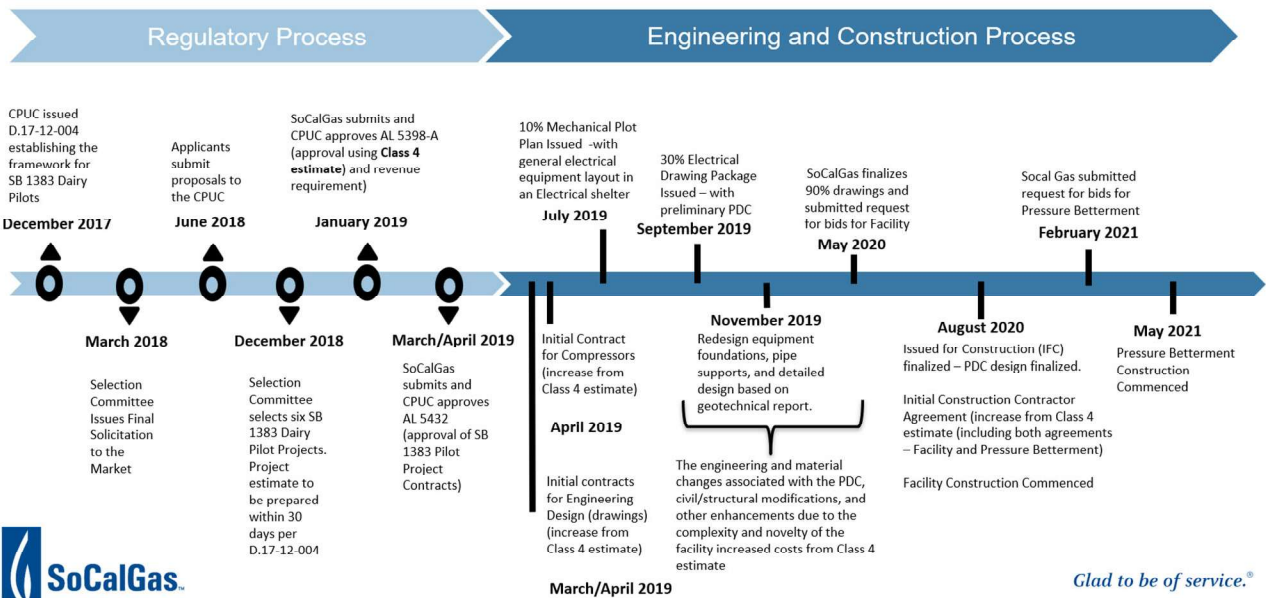 Regulatory Process
Engineering and Construction Process
CPUC issued
D.17-12-004
establishing the
framework for
SB 1383 Dairy
Pilots
December 2017
Applicants
submit
proposals to
the CPUC
June 2018
SoCalGas submits and
CPUC approves AL 5398-A
(approval using Class 4
estimate) and revenue
requirement)
January 2019
10% Mechanical Plot
Plan Issued -with
general electrical
equipment layout in
an Electrical shelter
July 2019
30% Electrical
Drawing Package
Issued – with
preliminary PDC
September 2019
SoCalGas finalizes
90% drawings and
submitted request
for bids for Facility
May 2020
Socal Gas submitted
request for bids for
Pressure Betterment
February 2021
March 2018
Selection
Committee
Issues Final
Solicitation
to the
Market
December 2018
Selection
Committee
selects six SB
1383 Dairy
Pilot Projects.
Project
estimate to
be prepared
within 30
days per
D.17-12-004
March/April 2019
SoCalGas
submits and
CPUC approves
AL 5432
(approval of SB
1383 Pilot
Project
Contracts)
Initial Contract
for Compressors
(increase from
Class 4 estimate)
April 2019
Initial contracts
for Engineering
Design (drawings)
(increase from
Class 4 estimate)
March/April 2019
November 2019
Redesign equipment
foundations, pipe
supports, and detailed
design based on
geotechnical report.
The engineering and material
changes associated with the PDC,
civil/structural modifications, and
other enhancements due to the
complexity and novelty of the
facility increased costs from Class 4
estimate
August 2020
Issued for Construction (IFC)
finalized – PDC design finalized.
Initial Construction Contractor
Agreement (increase from Class 4
estimate (including both agreements
– Facility and Pressure Betterment)
Facility Construction Commenced
May 2021
Pressure Betterment
Construction
Commenced
SoCalGas™
Glad to be of service.®